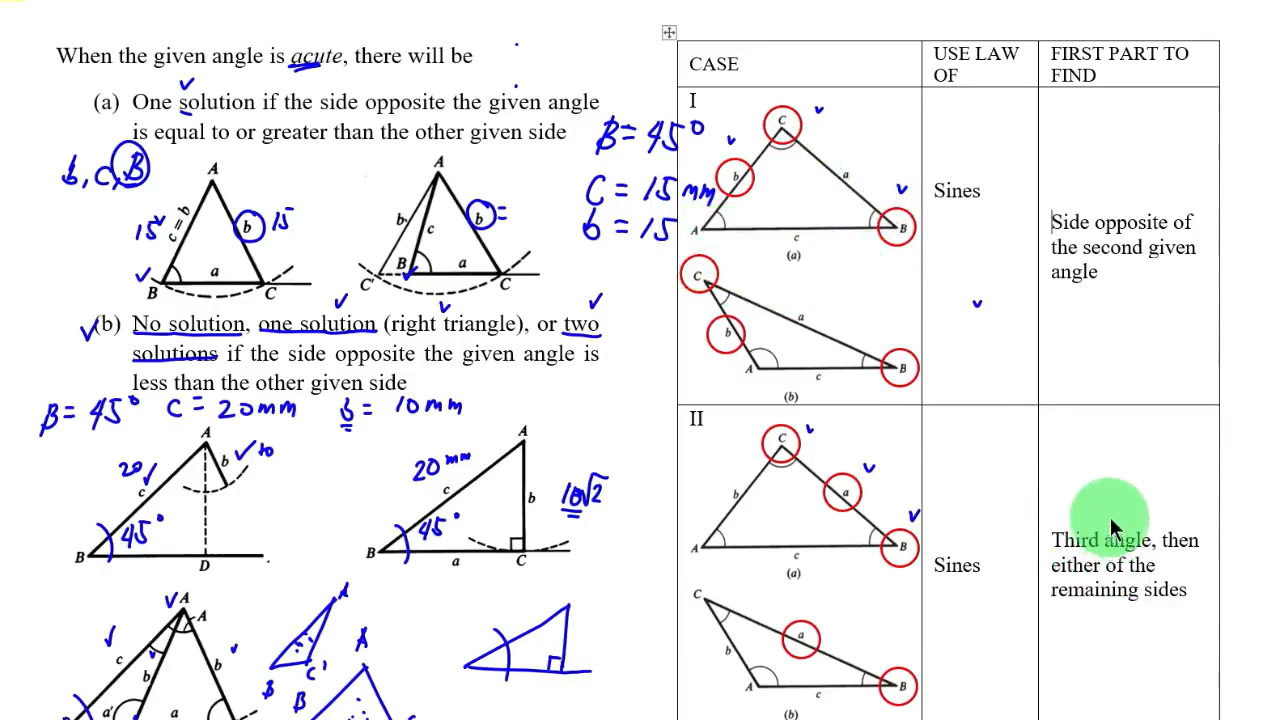 When the given angle is acute, there will be
(a) One solution if the side opposite the given angle
is equal to or greater than the other given side
b, c, B
A
15
c = b
b
15
a
B
C
A
b
c
b
=
B
a
C'
C
B = 45°
C = 15 mm
b = 15
(b) No solution, one solution (right triangle), or two
solutions if the side opposite the given angle is
less than the other given side
B = 45° C = 20mm b = 10mm
A
20
c
b
10
45°
B
D
A
20 mm
c
b
10√2
45°
B
a
C
A
A
c
b
b
a'
a
A
B
C'
A
B
CASE
USE LAW
OF
FIRST PART TO
FIND
I
C
b
a
A
c
B
(a)
C
a
b
A
c
B
(b)
Sines
Side opposite of
the second given
angle
II
C
b
a
A
c
B
(a)
C
a
b
A
c
B
(b)
Sines
Third angle, then
either of the
remaining sides